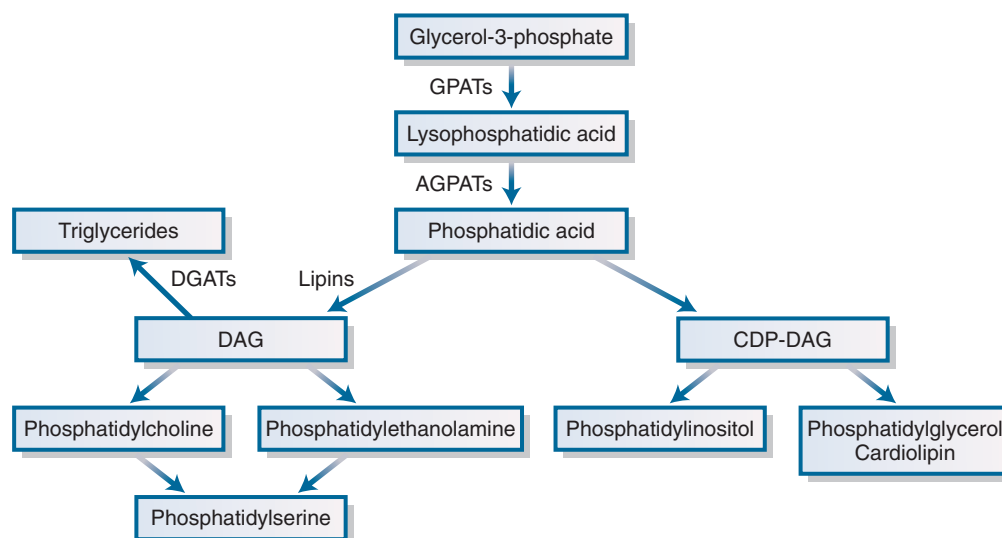 Glycerol-3-phosphate
GPATs
Lysophosphatidic acid
AGPATs
Triglycerides
Phosphatidic acid
DGATs
Lipins
DAG
CDP-DAG
Phosphatidylcholine
Phosphatidylethanolamine
Phosphatidylinositol
Phosphatidylglycerol
Cardiolipin
Phosphatidylserine